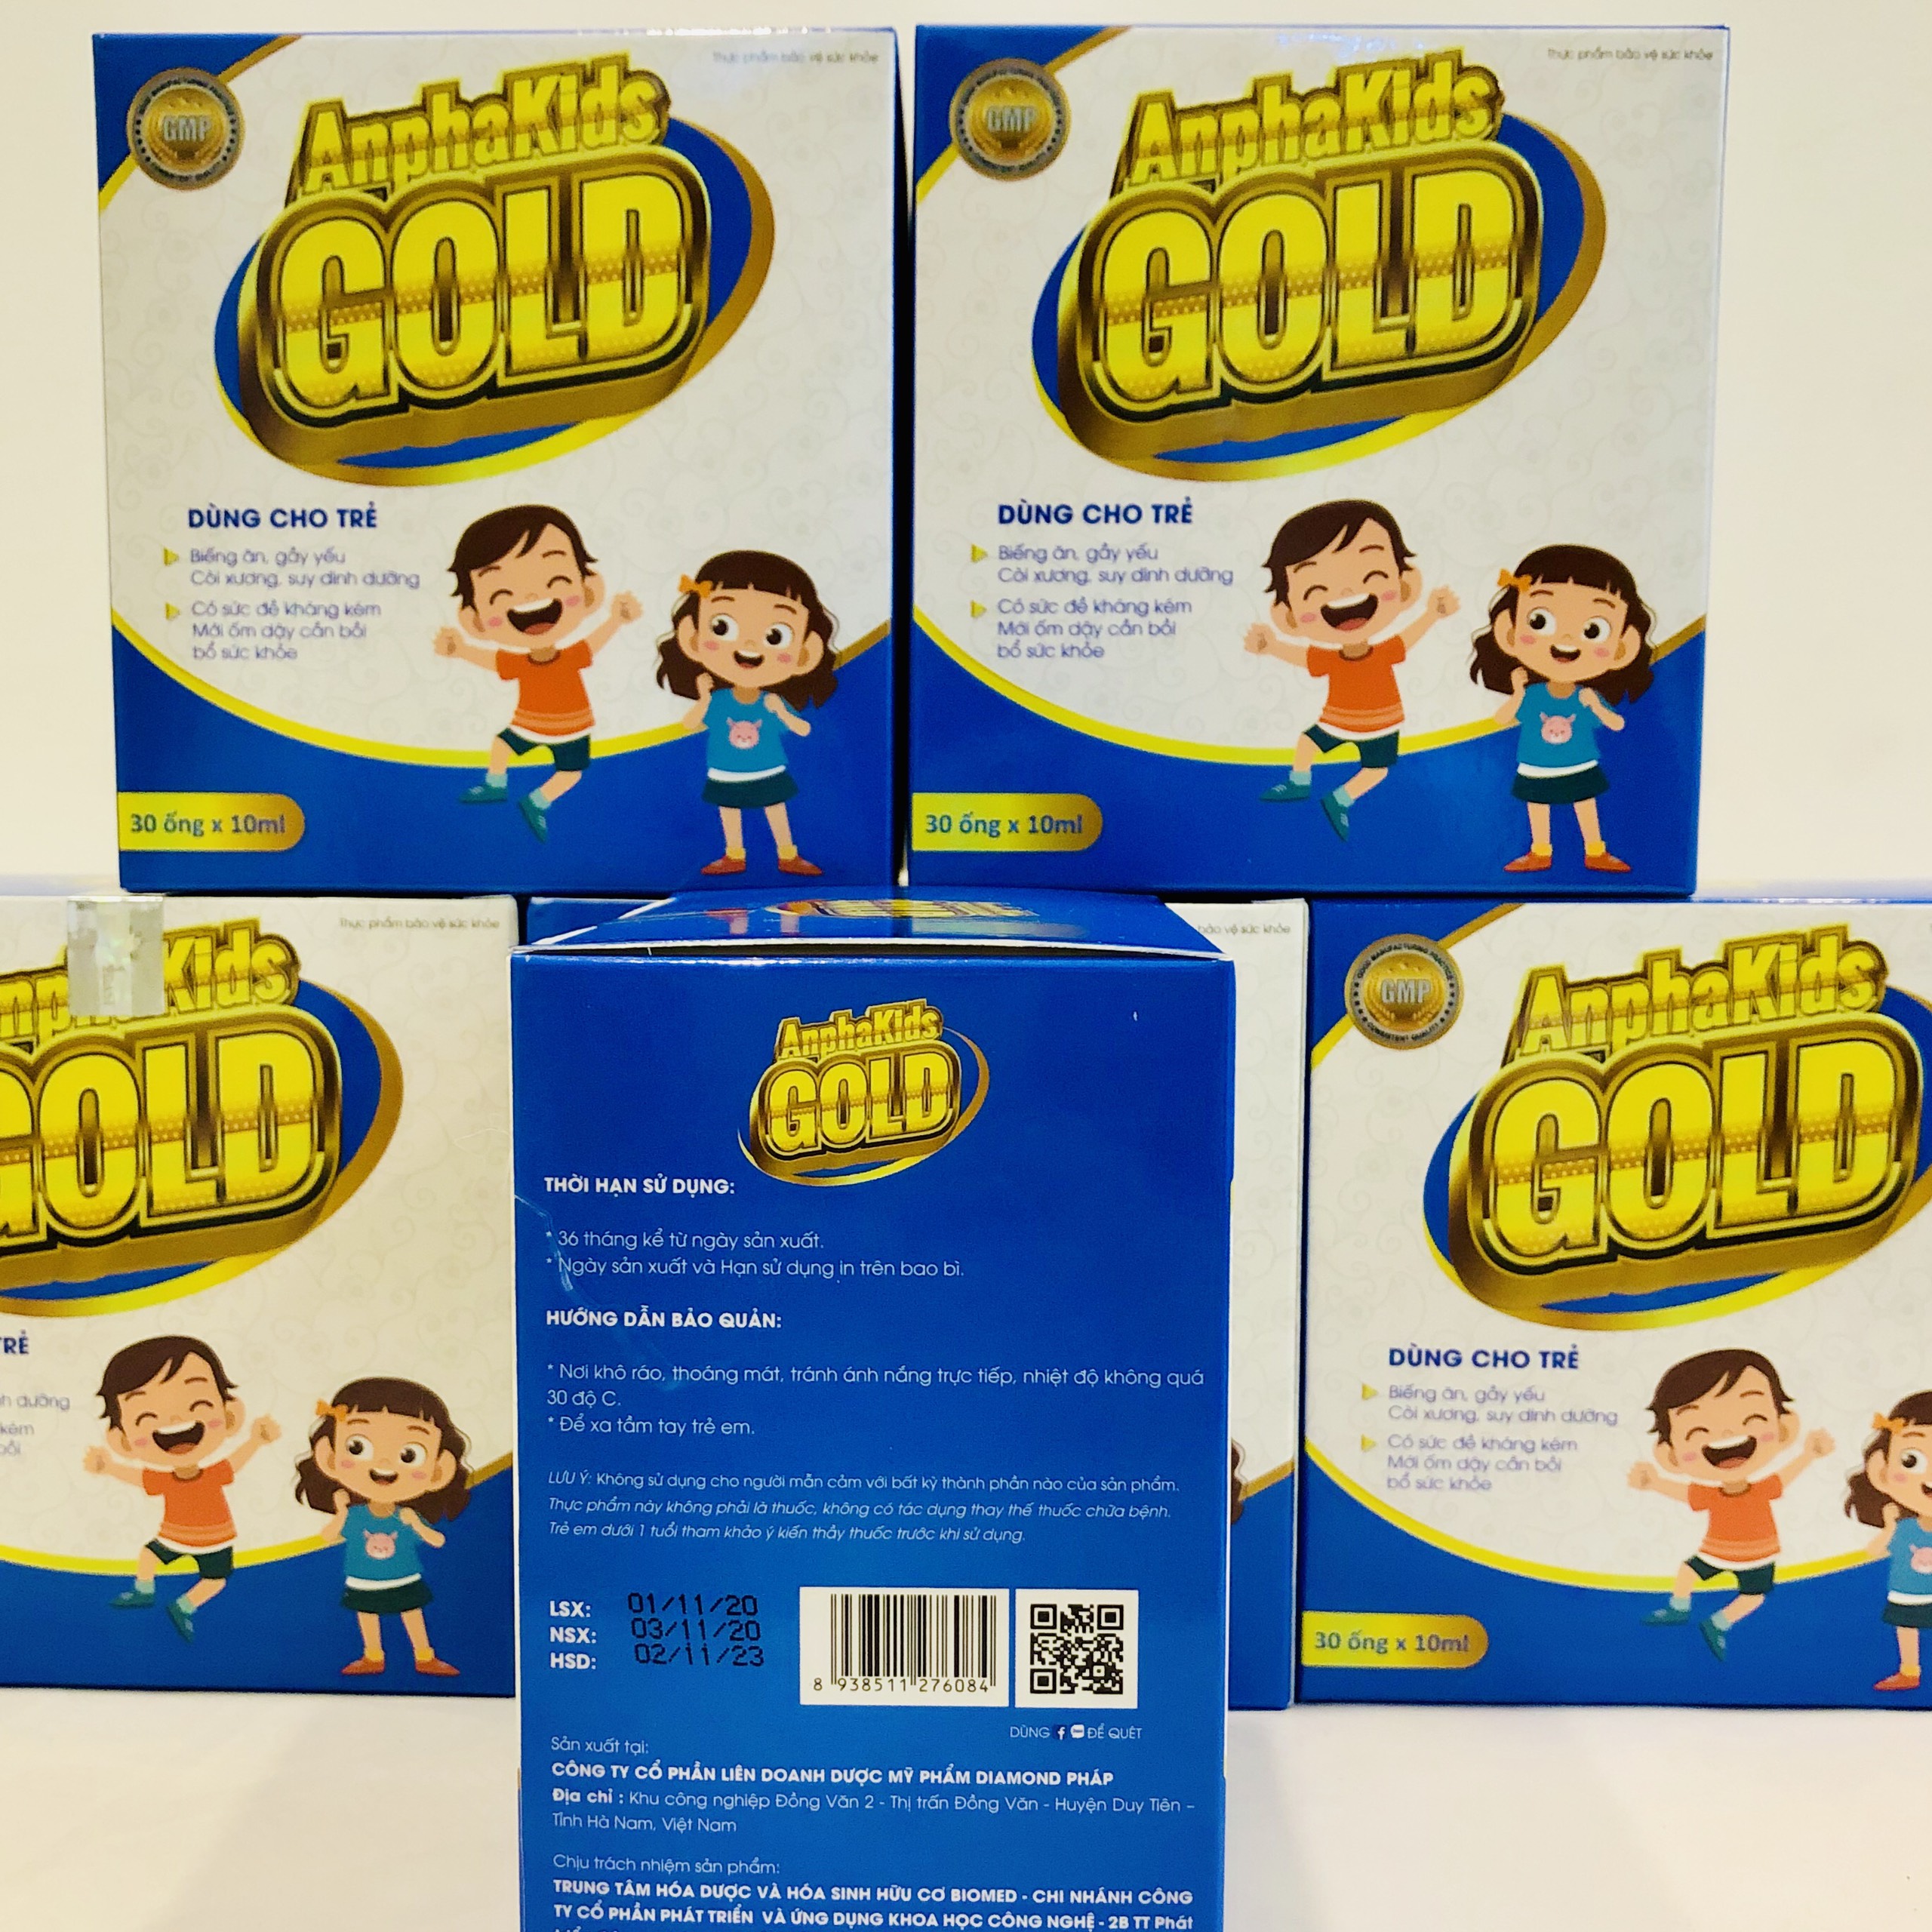 Thực phẩm bảo vệ sức khỏe
GMP
AnphaKids
GOLD
DÙNG CHO TRẺ
Biếng ăn, gầy yếu
Còi xương, suy dinh dưỡng
Có sức đề kháng kém
Mới ốm dậy cần bồi
bổ sức khỏe
30 ống x 10ml
Thực phẩm bảo vệ sức khỏe
GMP
AnphaKids
GOLD
DÙNG CHO TRẺ
Biếng ăn, gầy yếu
Còi xương, suy dinh dưỡng
Có sức đề kháng kém
Mới ốm dậy cần bồi
bổ sức khỏe
30 ống x 10ml
Thực phẩm bảo vệ sức khỏe
Kids
GOLD
TRẺ
dưỡng
kém
bồi
AnphaKids
GOLD
THỜI HẠN SỬ DỤNG:
* 36 tháng kể từ ngày sản xuất.
* Ngày sản xuất và Hạn sử dụng in trên bao bì.
HƯỚNG DẪN BẢO QUẢN:
* Nơi khô ráo, thoáng mát, tránh ánh nắng trực tiếp, nhiệt độ không quá
30 độ C.
* Để xa tầm tay trẻ em.
LƯU Ý: Không sử dụng cho người mẫn cảm với bất kỳ thành phần nào của sản phẩm.
Thực phẩm này không phải là thuốc, không có tác dụng thay thế thuốc chữa bệnh.
Trẻ em dưới 1 tuổi tham khảo ý kiến thầy thuốc trước khi sử dụng.
LSX: 01/11/20
NSX: 03/11/20
HSD: 02/11/23
8 938511 276084
DÙNG f ĐỂ QUÉT
Sản xuất tại:
CÔNG TY CỔ PHẦN LIÊN DOANH DƯỢC MỸ PHẨM DIAMOND PHÁP
Địa chỉ : Khu công nghiệp Đồng Văn 2 - Thị trấn Đồng Văn - Huyện Duy Tiên –
Tỉnh Hà Nam, Việt Nam
Chịu trách nhiệm sản phẩm:
TRUNG TÂM HÓA DƯỢC VÀ HÓA SINH HỮU CƠ BIOMED - CHI NHÁNH CÔNG
TY CỔ PHẦN PHÁT TRIỂN VÀ ỨNG DỤNG KHOA HỌC CÔNG NGHỆ - 2B TT Phát
bảo vệ sức khỏe
GOOD MANUFACTURING PRACTICE
GMP
CONSISTENT QUALITY
AnphaKids
GOLD
DÙNG CHO TRẺ
Biếng ăn, gầy yếu
Còi xương, suy dinh dưỡng
Có sức đề kháng kém
Mới ốm dậy cần bồi
bổ sức khỏe
30 ống x 10ml